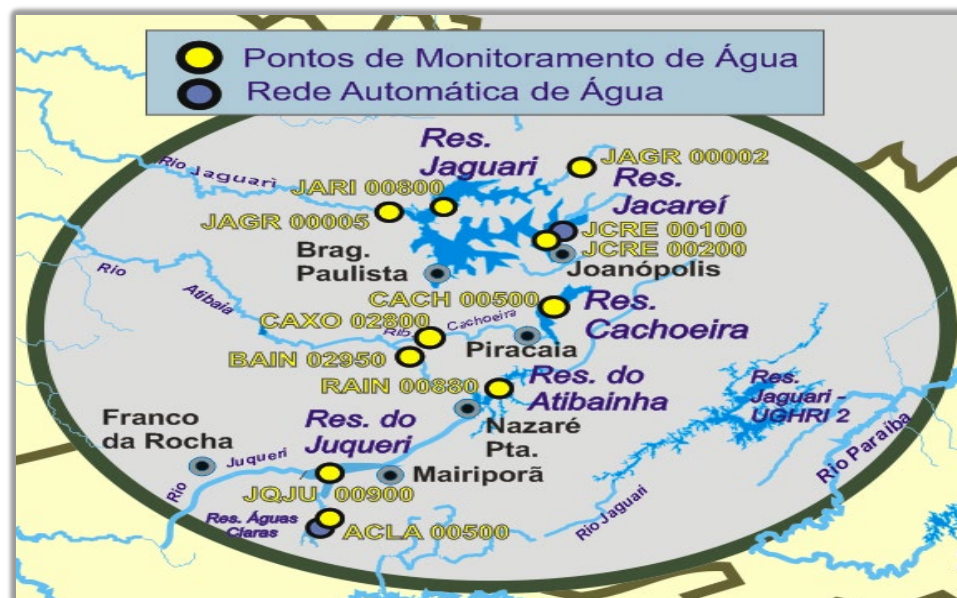 Pontos de Monitoramento de Água
Rede Automática de Água
Res.
Jaguari
JAGR 00002
Rio Jaguari
JARI 00800
Res.
Jacareí
JAGR 00005
JCRE 00100
JCRE 00200
Brag.
Paulista
Joanópolis
Rio
Atibaia
CACH 00500
Res.
Cachoeira
CAXO 02800
Rib. Cachoeira
Piracaia
BAIN 02950
RAIN 00880
Res. do
Atibainha
Res.
Jaguari -
UGHRI 2
Franco
da Rocha
Res. do
Juqueri
Nazaré
Pta.
Rio Paraíba
Rio Juqueri
Mairiporã
JQJU 00900
Rio Jaguari
Res. Águas
Claras
ACLA 00500